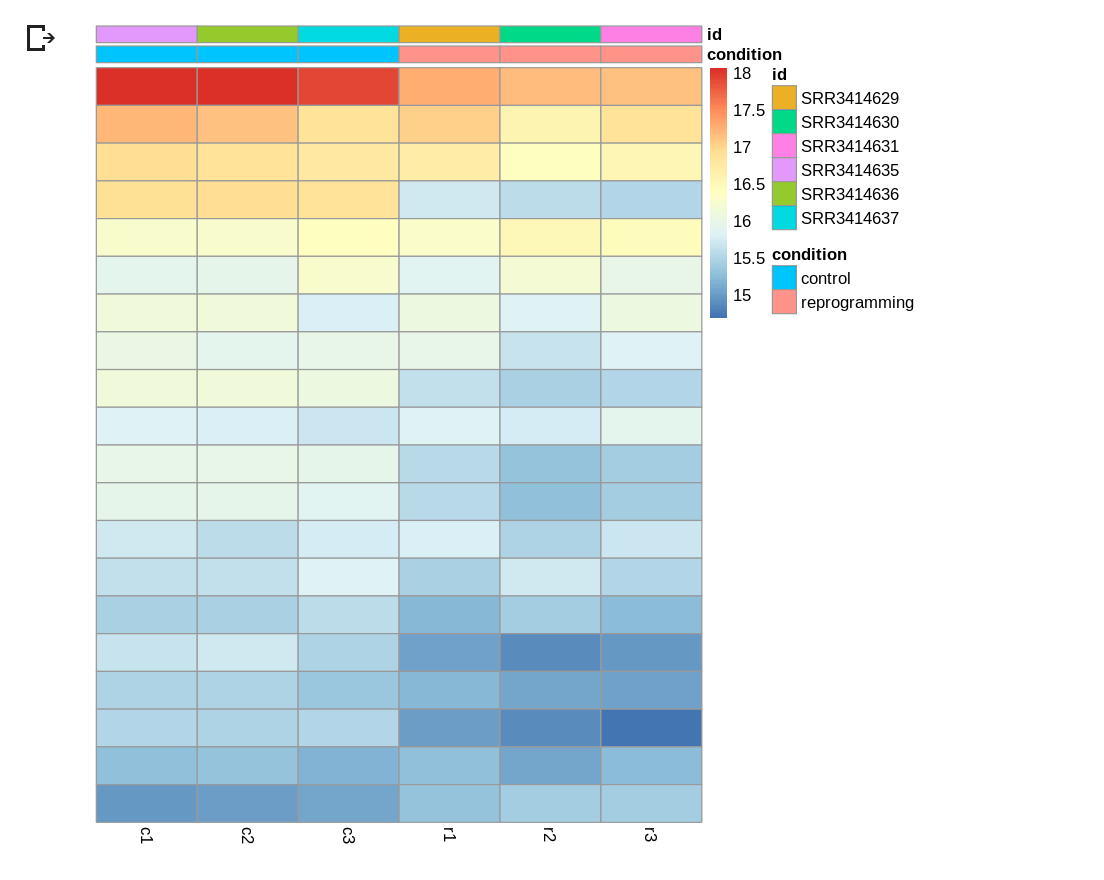 id
condition
18
17.5
17
16.5
16
15.5
15
id
SRR3414629
SRR3414630
SRR3414631
SRR3414635
SRR3414636
SRR3414637
condition
control
reprogramming
c1
c2
c3
r1
r2
r3